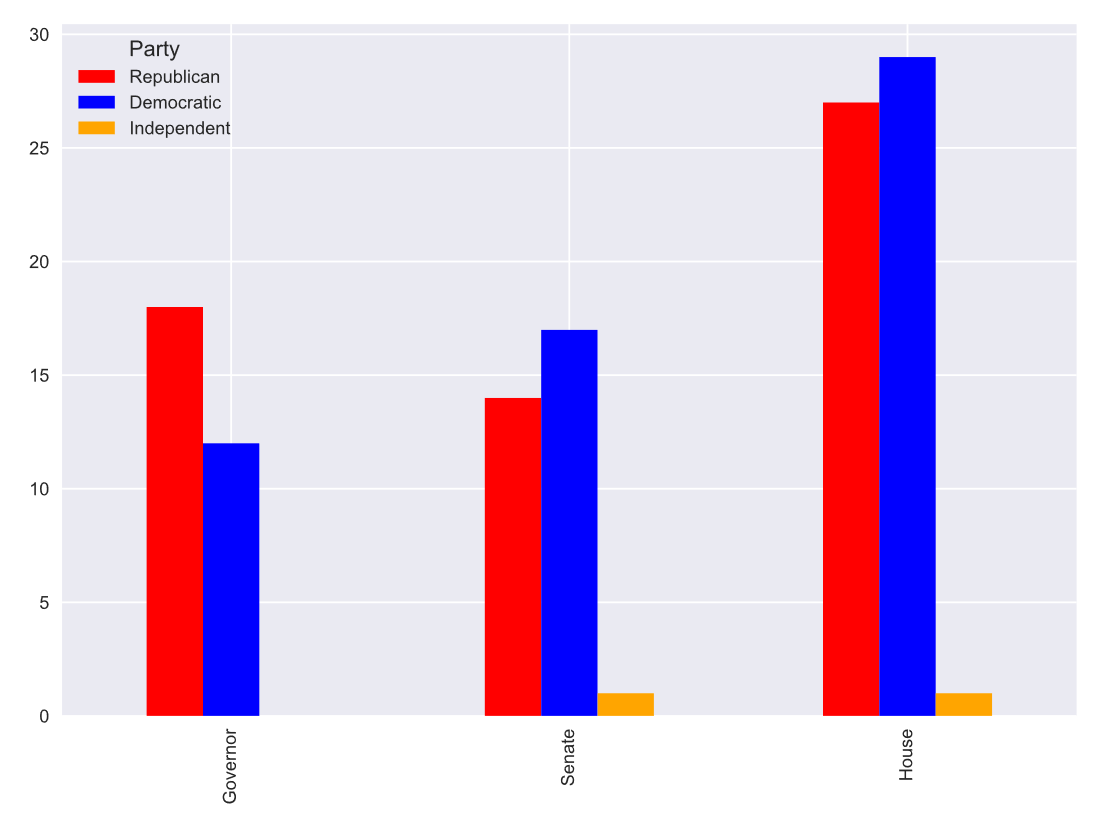 30
25
20
15
10
5
0
Party
Republican
Democratic
Independent
Governor
Senate
House